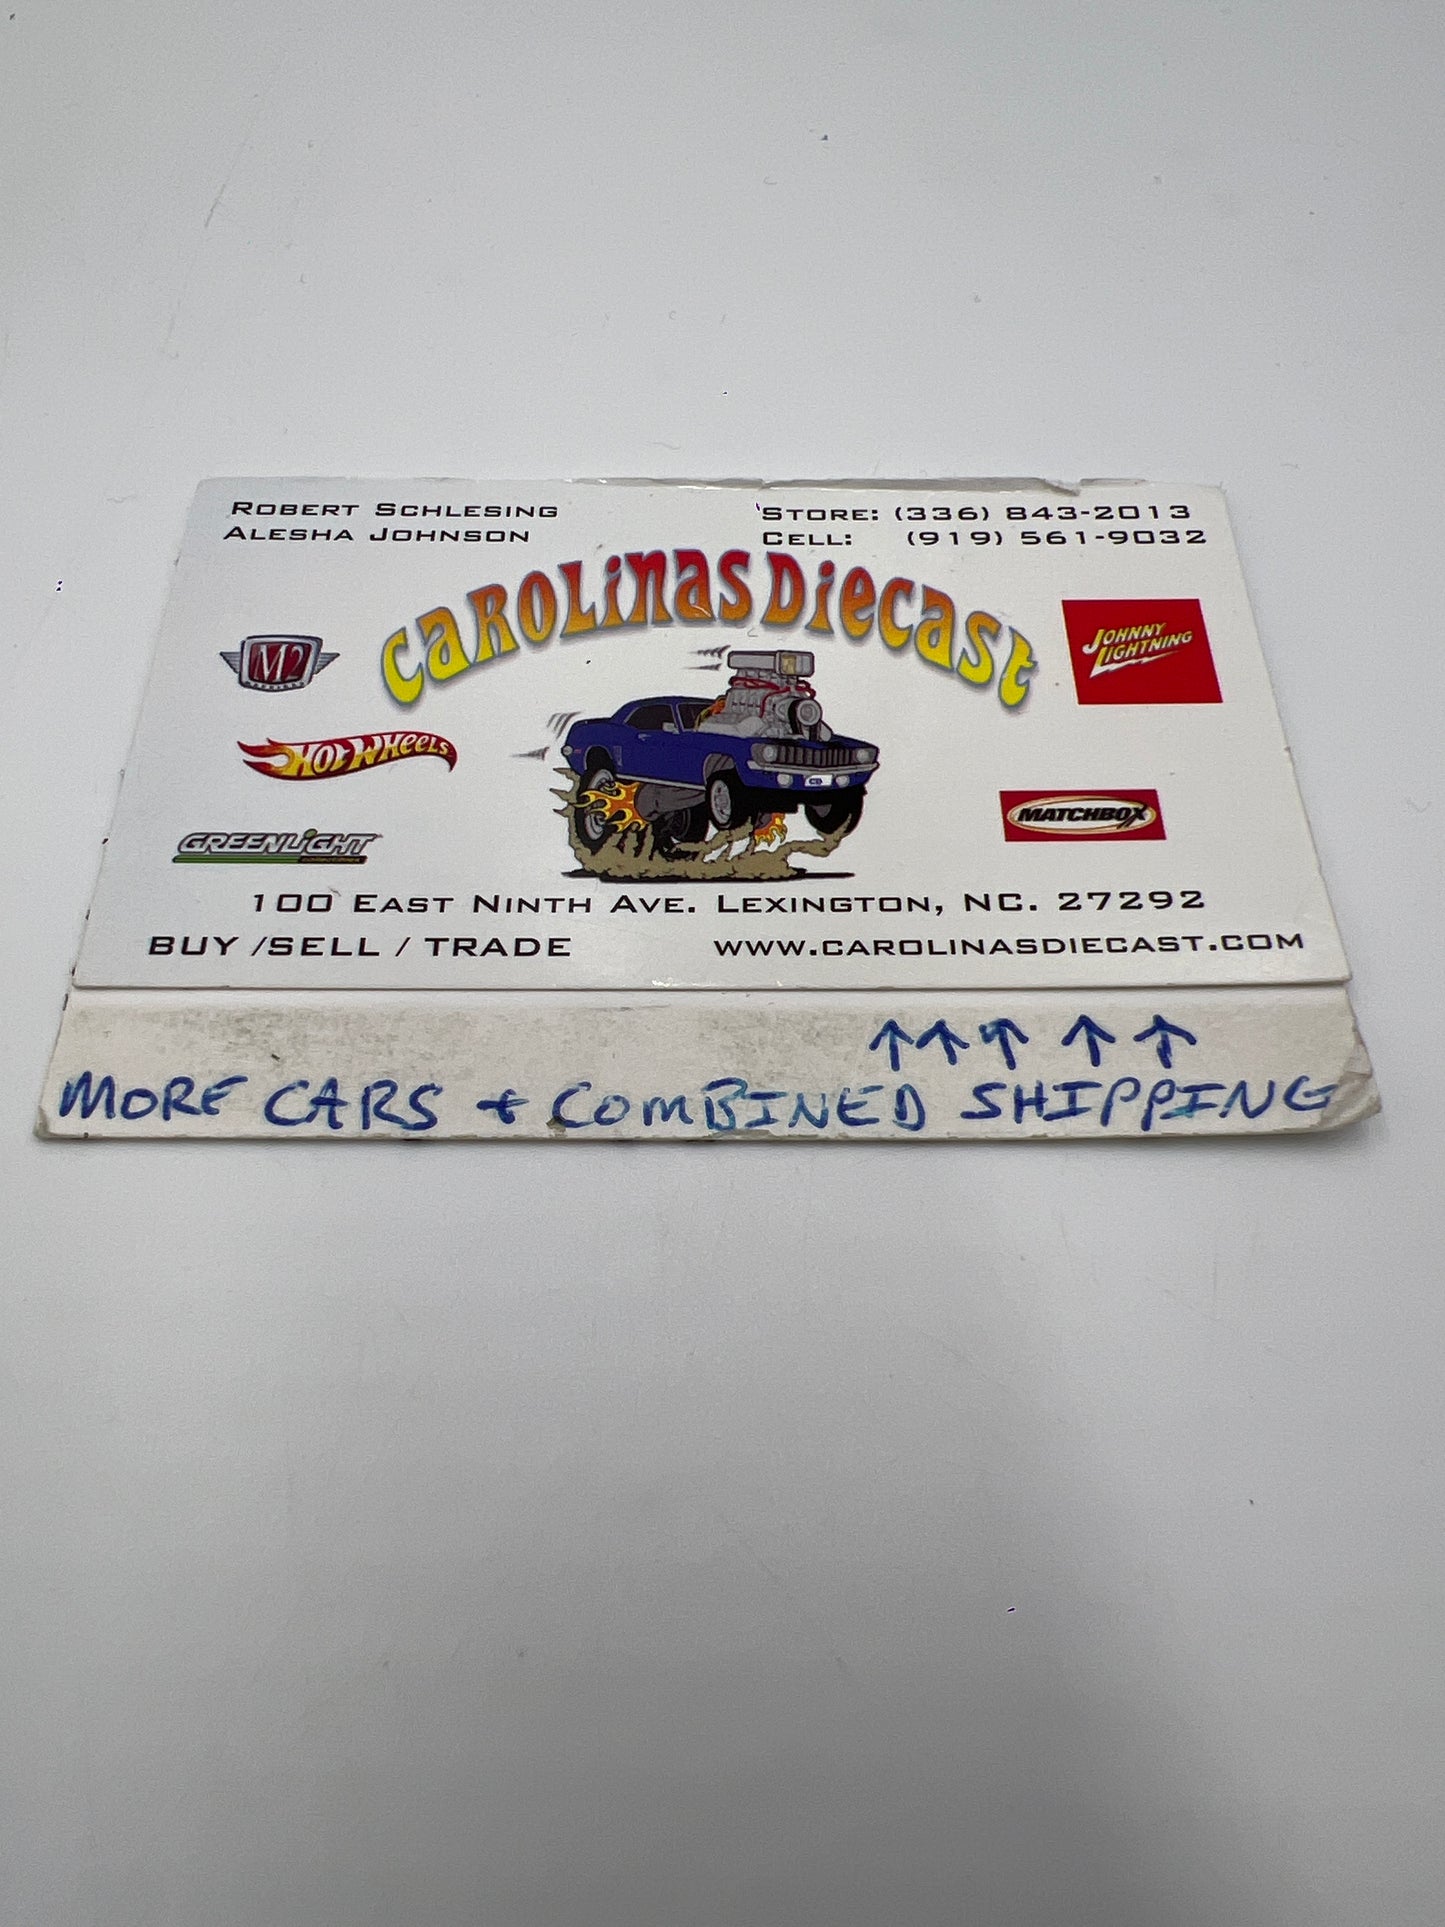 ROBERT SCHLESING
ALESHA JOHNSON
STORE: (336) 843-2013
CELL: (919) 561-9032
CAROLINAS DIECAST
M2
JOHNNY
LIGHTNING
HOT WHEELS
MATCHBOX
GREENLIGHT
100 EAST NINTH AVE. LEXINGTON, NC. 27292
BUY /SELL / TRADE
WWW.CAROLINASDIECAST.COM
MORE CARS + COMBINED SHIPPING